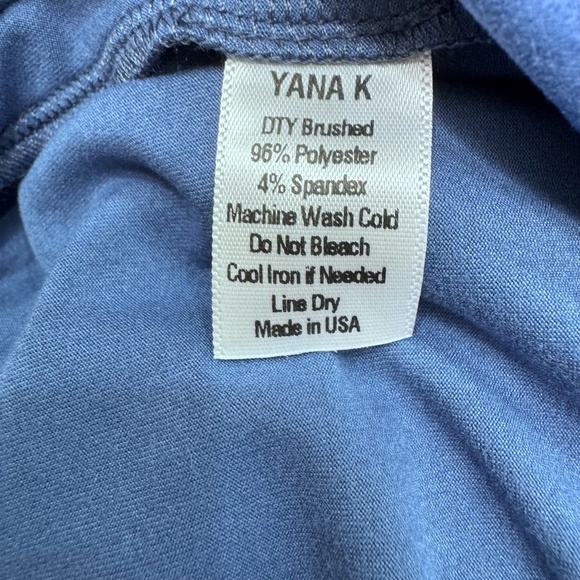 YANA K
DTY Brushed
96% Polyester
4% Spandex
Machine Wash Cold
Do Not Bleach
Cool Iron if Needed
Line Dry
Made in USA